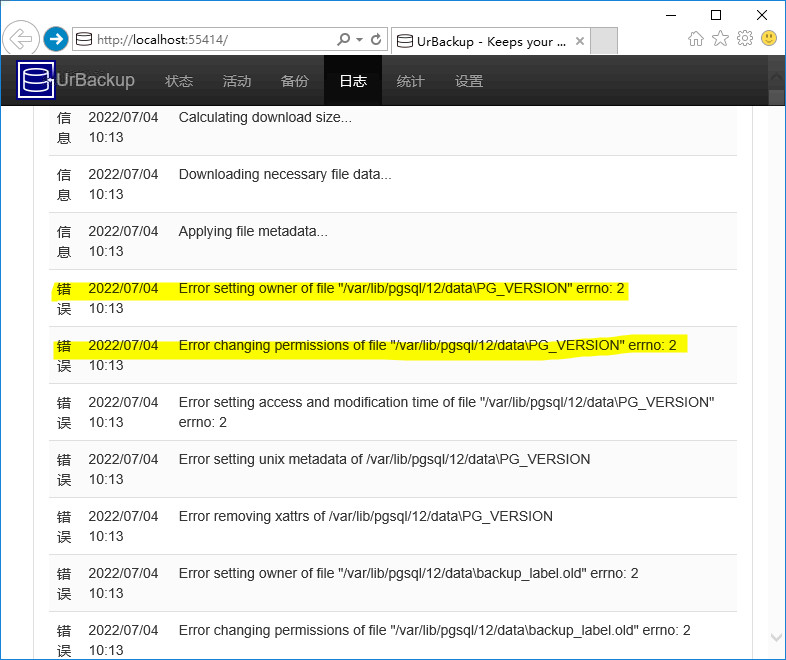 http://localhost:55414/
UrBackup - Keeps your ...
UrBackup 状态 活动 备份 日志 统计 设置
信息 2022/07/04 10:13 Calculating download size...
信息 2022/07/04 10:13 Downloading necessary file data...
信息 2022/07/04 10:13 Applying file metadata...
错误 2022/07/04 10:13 Error setting owner of file "/var/lib/pgsql/12/data\PG_VERSION" errno: 2
错误 2022/07/04 10:13 Error changing permissions of file "/var/lib/pgsql/12/data\PG_VERSION" errno: 2
错误 2022/07/04 10:13 Error setting access and modification time of file "/var/lib/pgsql/12/data\PG_VERSION" errno: 2
错误 2022/07/04 10:13 Error setting unix metadata of /var/lib/pgsql/12/data\PG_VERSION
错误 2022/07/04 10:13 Error removing xattrs of /var/lib/pgsql/12/data\PG_VERSION
错误 2022/07/04 10:13 Error setting owner of file "/var/lib/pgsql/12/data\backup_label.old" errno: 2
错误 2022/07/04 10:13 Error changing permissions of file "/var/lib/pgsql/12/data\backup_label.old" errno: 2